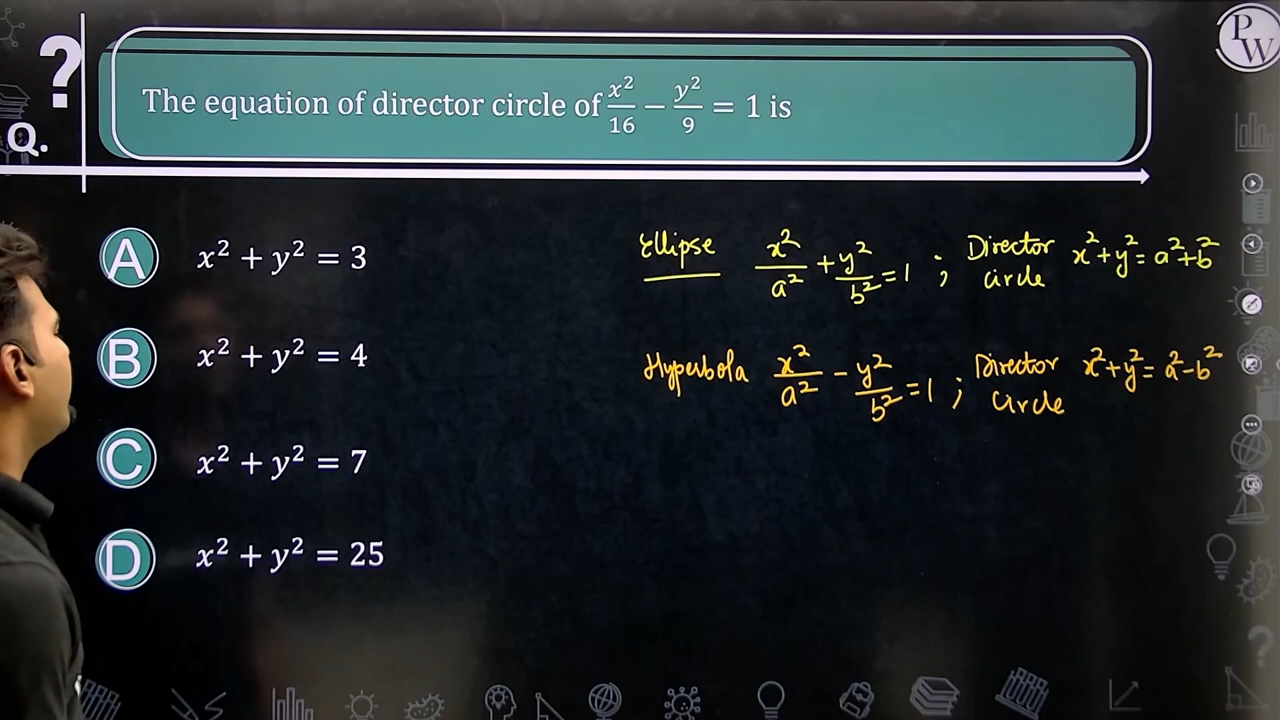 PW
?
Q.
The equation of director circle of x²/16 − y²/9 = 1 is
A x² + y² = 3
B x² + y² = 4
C x² + y² = 7
D x² + y² = 25
Ellipse x²/a² + y²/b² = 1 ; Director circle x²+y² = a²+b²
Hyperbola x²/a² − y²/b² = 1 ; Director circle x²+y² = a²−b²